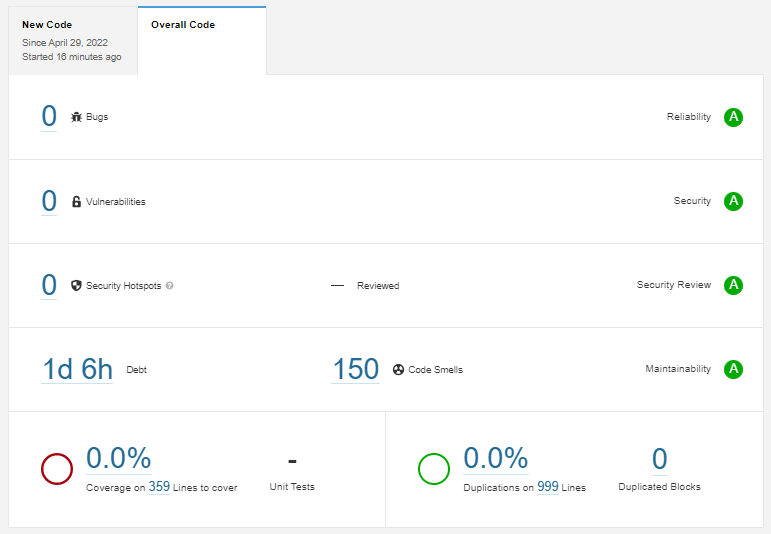 New Code
Since April 29, 2022
Started 16 minutes ago
Overall Code
0 Bugs
Reliability A
0 Vulnerabilities
Security A
0 Security Hotspots ?
— Reviewed
Security Review A
1d 6h Debt
150 Code Smells
Maintainability A
0.0%
Coverage on 359 Lines to cover
-
Unit Tests
0.0%
Duplications on 999 Lines
0
Duplicated Blocks